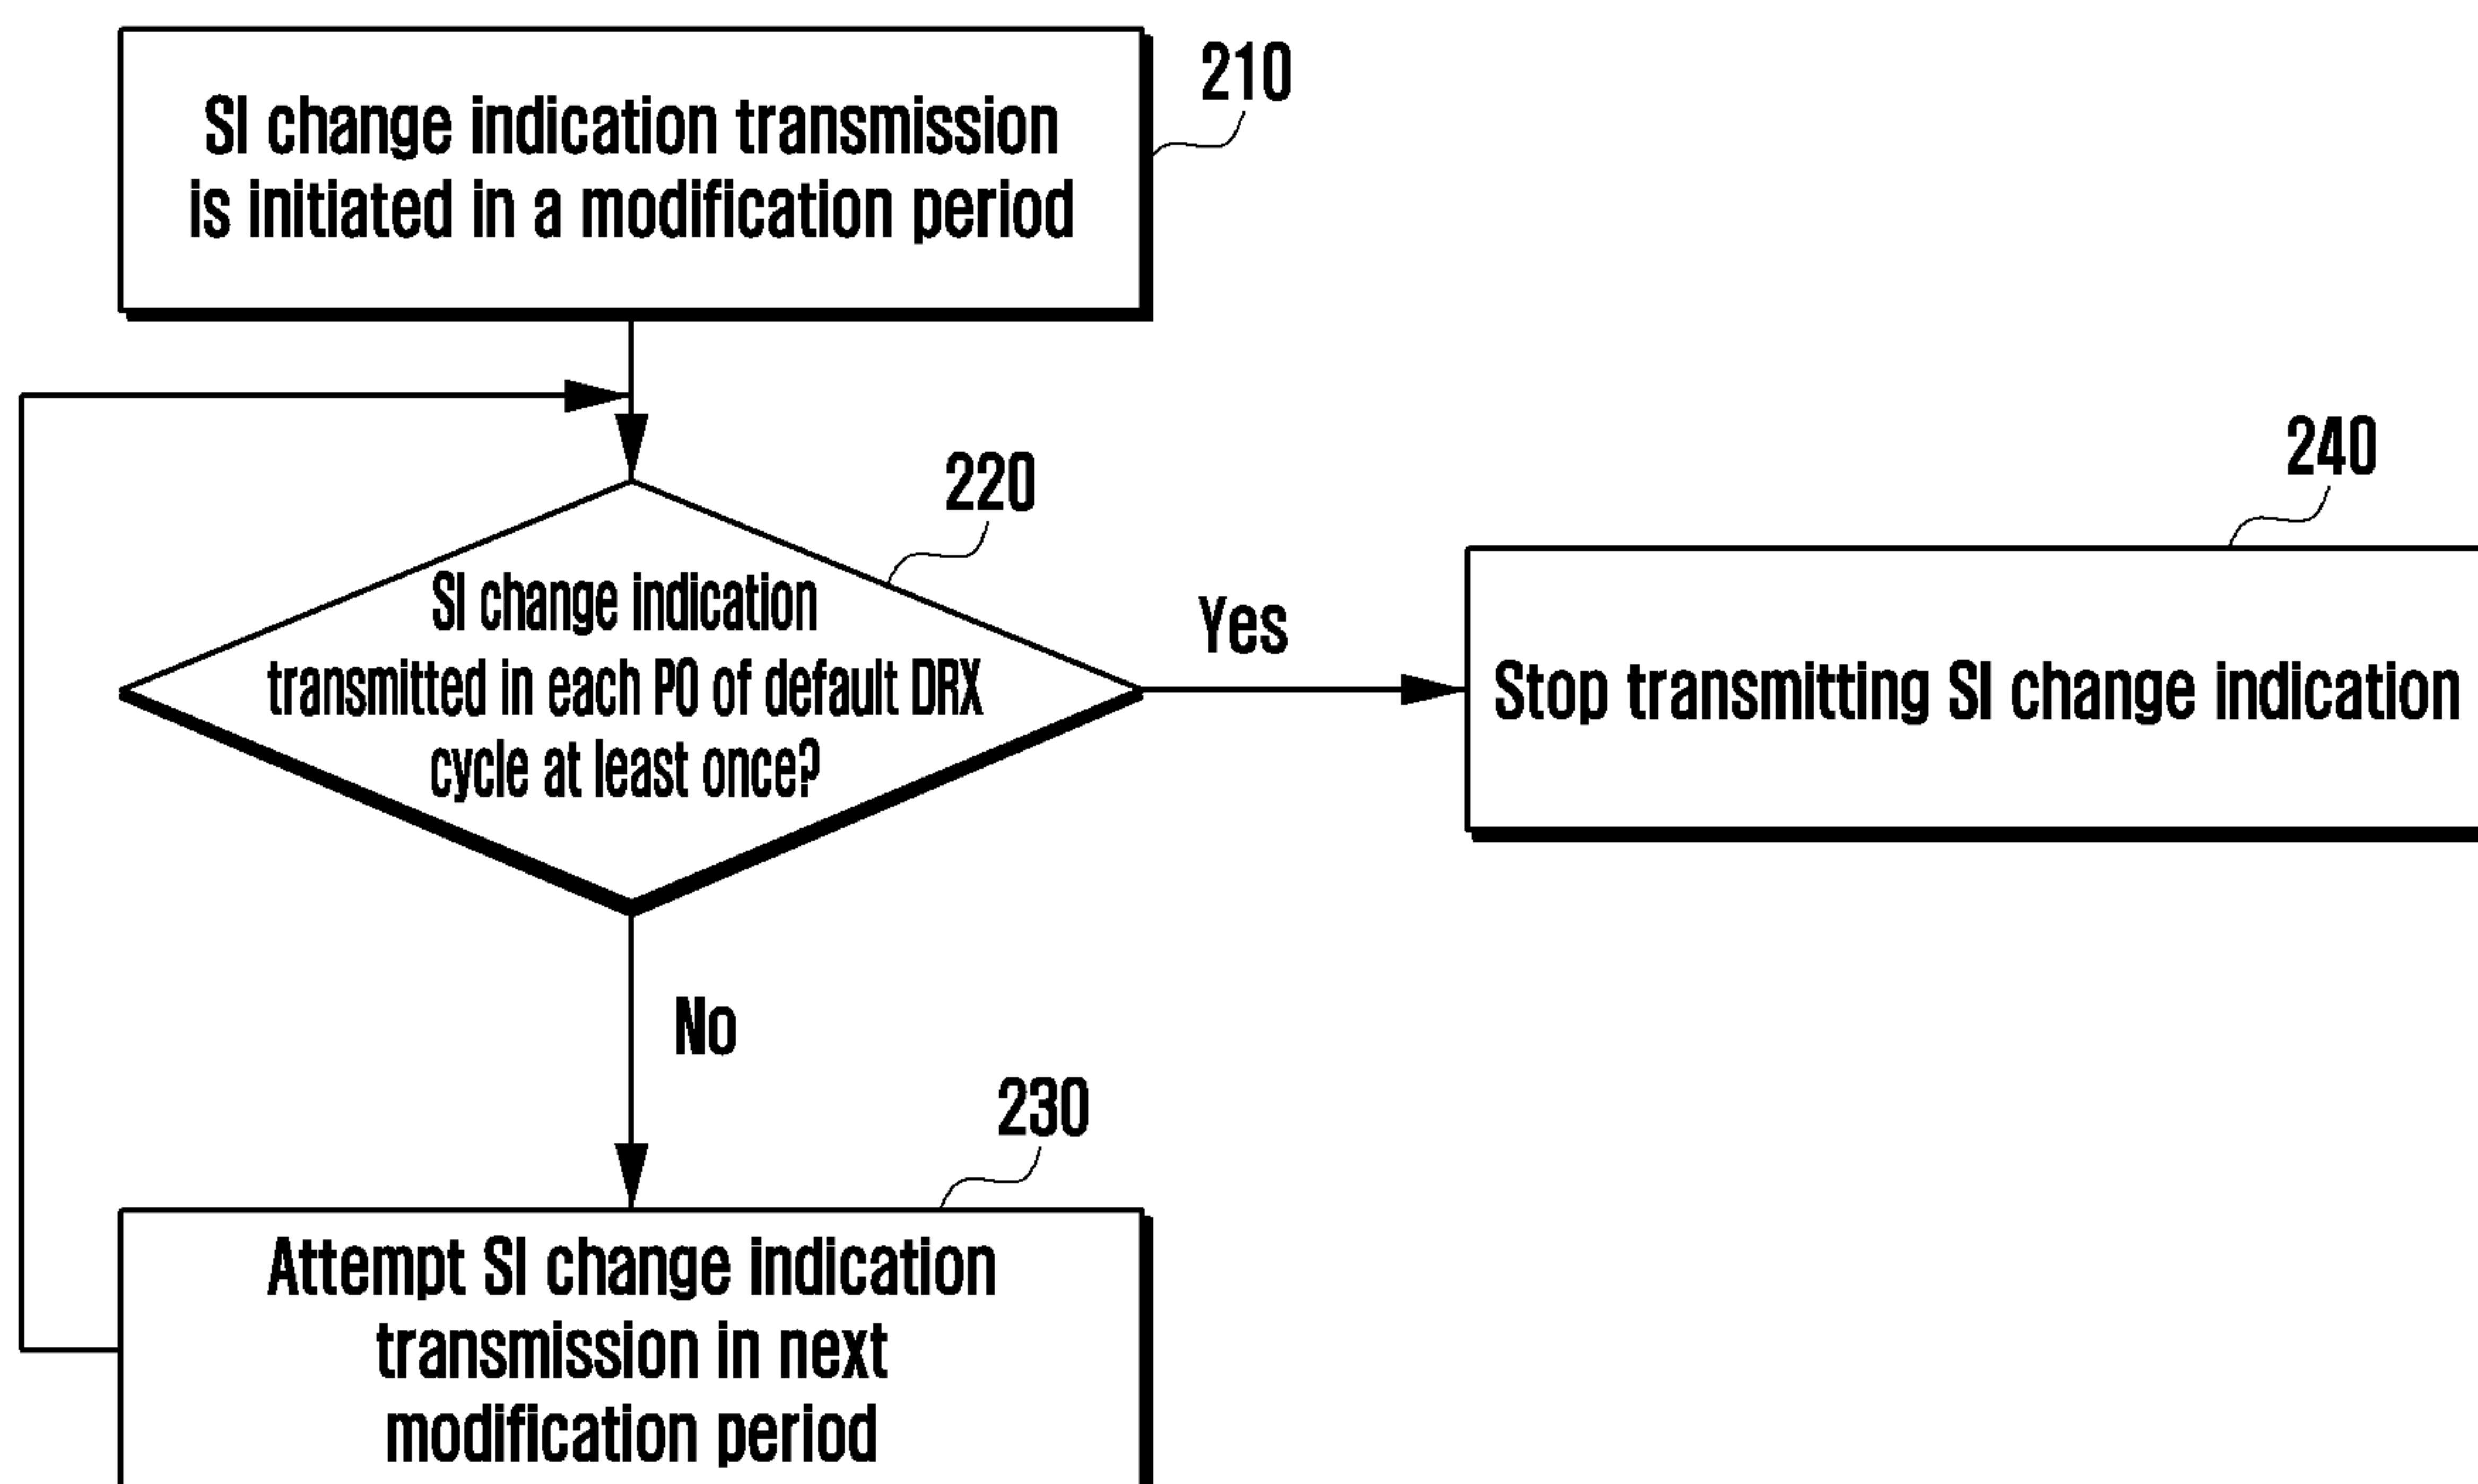 210
SI change indication transmission
is initiated in a modification period
220
240
SI change indication
transmitted in each PO of default DRX
cycle at least once?
Yes
Stop transmitting SI change indication
No
230
Attempt SI change indication
transmission in next
modification period